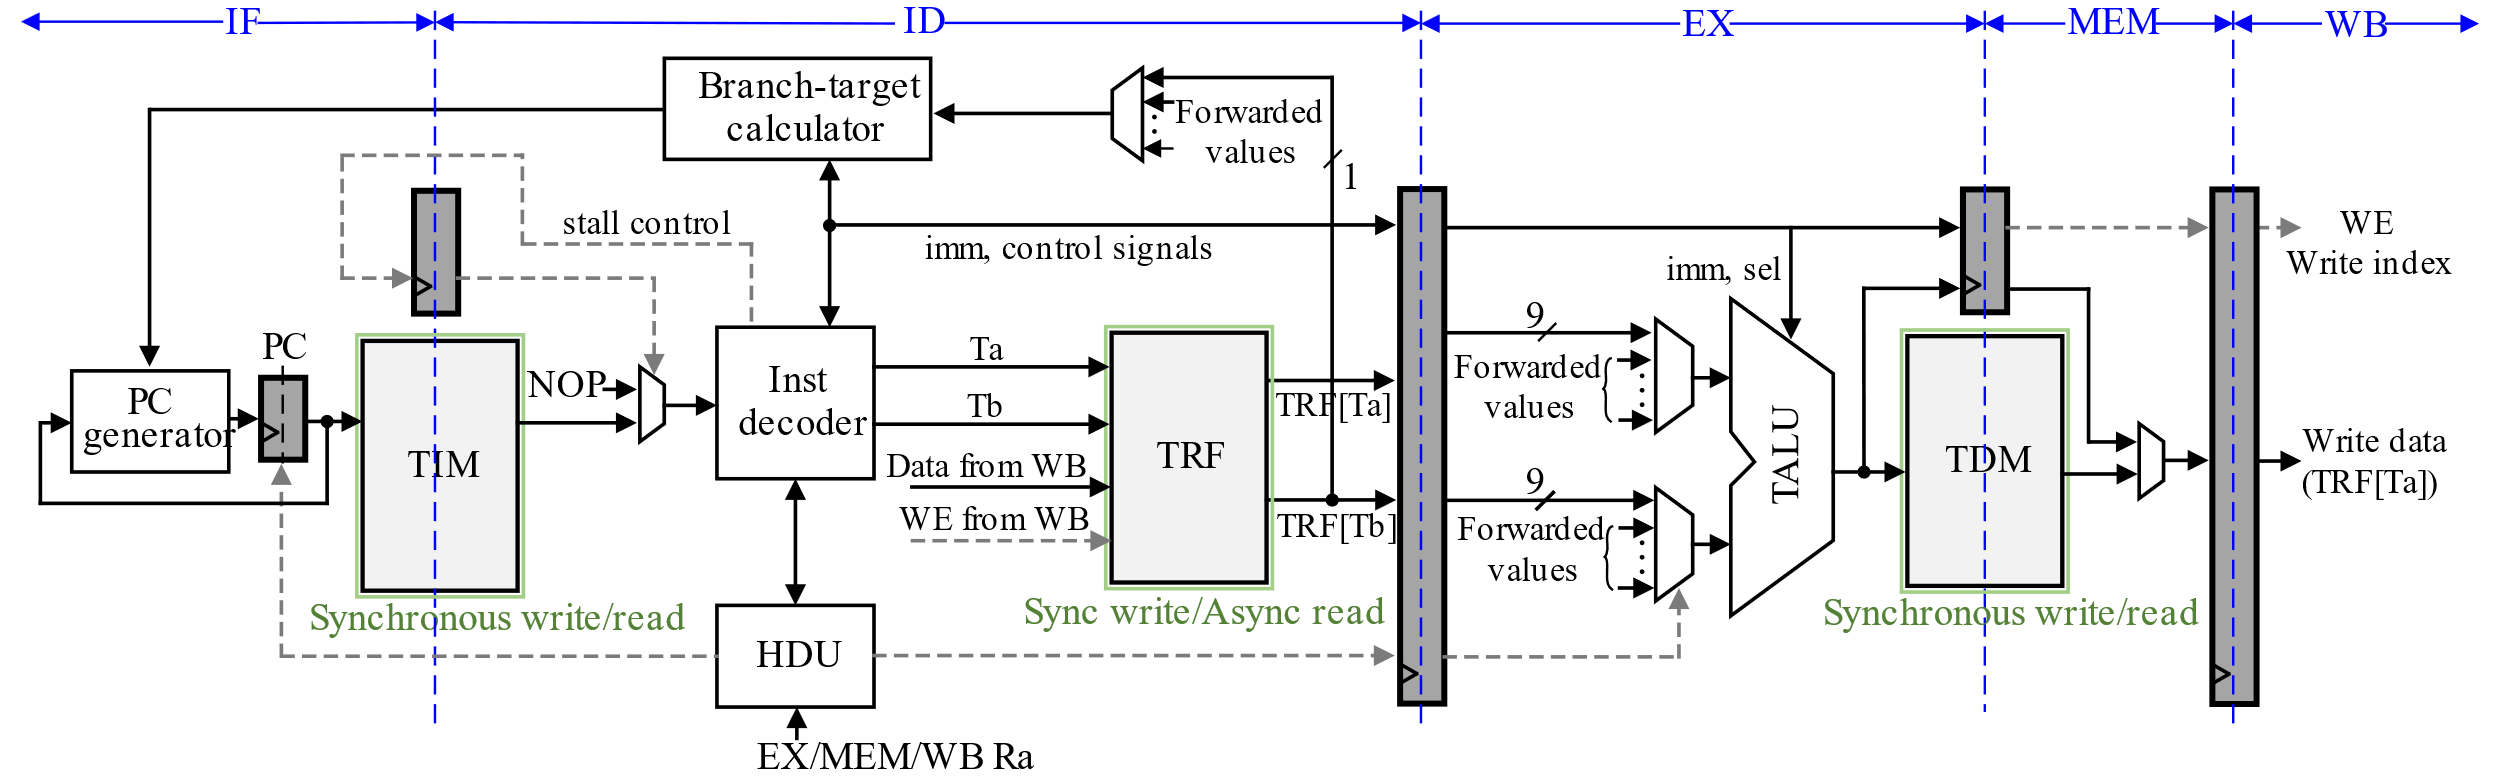 IF
ID
EX
MEM
WB
Branch-target
calculator
Forwarded
values
1
stall control
imm, control signals
WE
Write index
imm, sel
PC
PC
generator
TIM
NOP
Inst
decoder
Ta
Tb
Data from WB
WE from WB
TRF
TRF[Ta]
TRF[Tb]
9
Forwarded
values
9
Forwarded
values
TALU
TDM
Write data
(TRF[Ta])
Synchronous write/read
Sync write/Async read
Synchronous write/read
HDU
EX/MEM/WB Ra